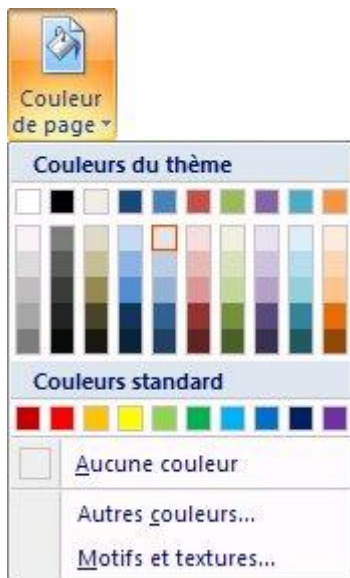 Couleur
de page
Couleurs du thème
Couleurs standard
Aucune couleur
Autres couleurs...
Motifs et textures...